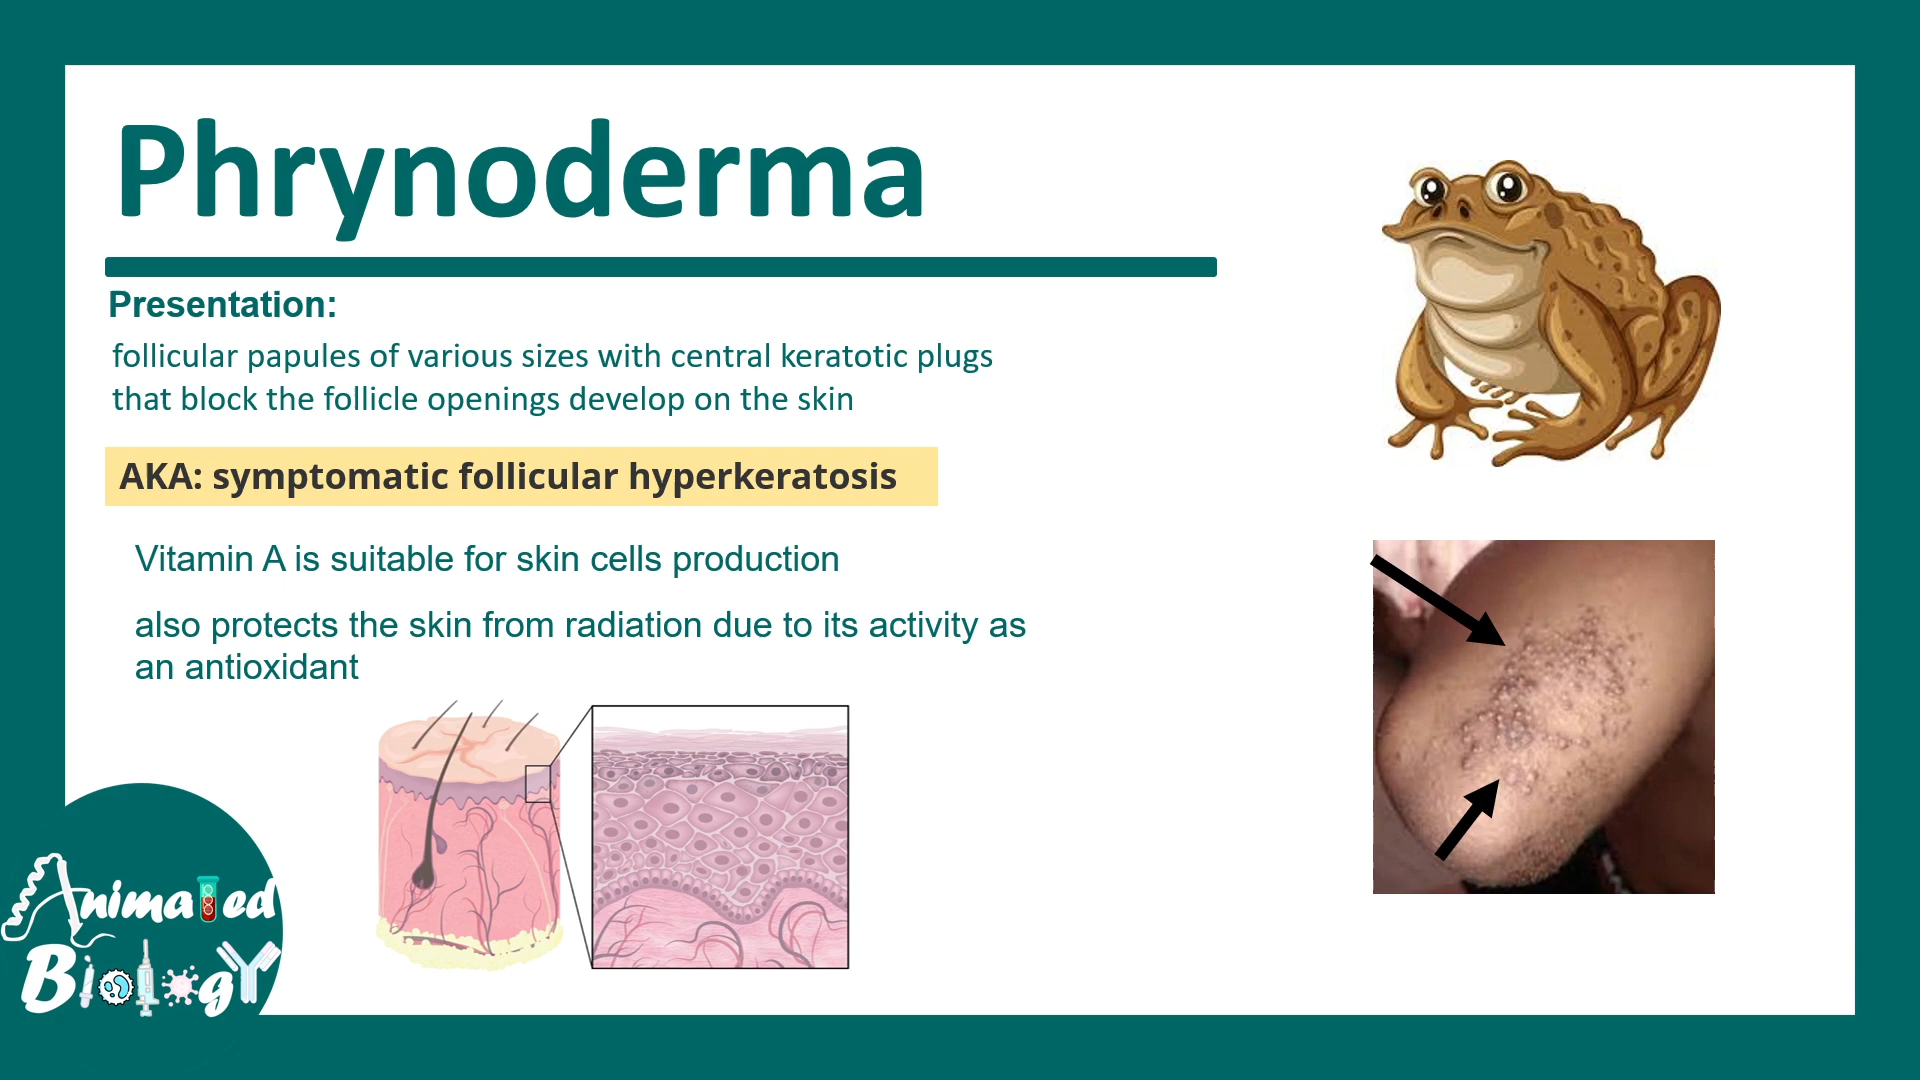 Phrynoderma
Presentation:
follicular papules of various sizes with central keratotic plugs
that block the follicle openings develop on the skin
AKA: symptomatic follicular hyperkeratosis
Vitamin A is suitable for skin cells production
also protects the skin from radiation due to its activity as
an antioxidant
Animated
Biology